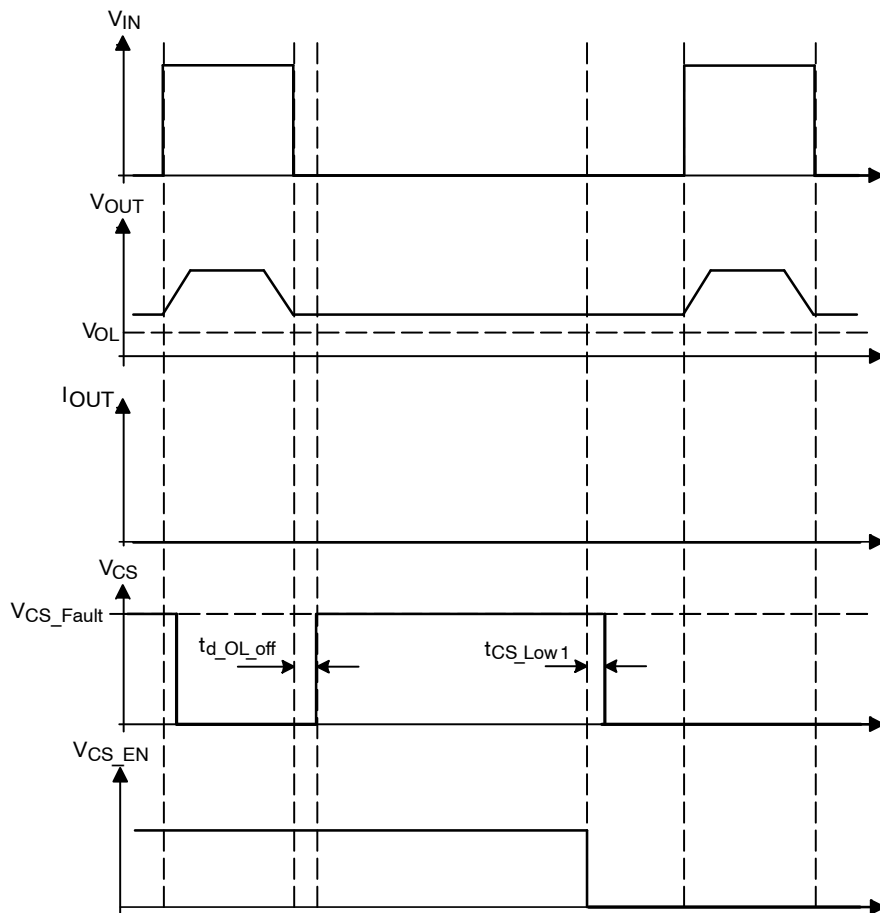 VIN
VOUT
VOL
IOUT
VCS
VCS_Fault
td_OL_off
tCS_Low1
VCS_EN